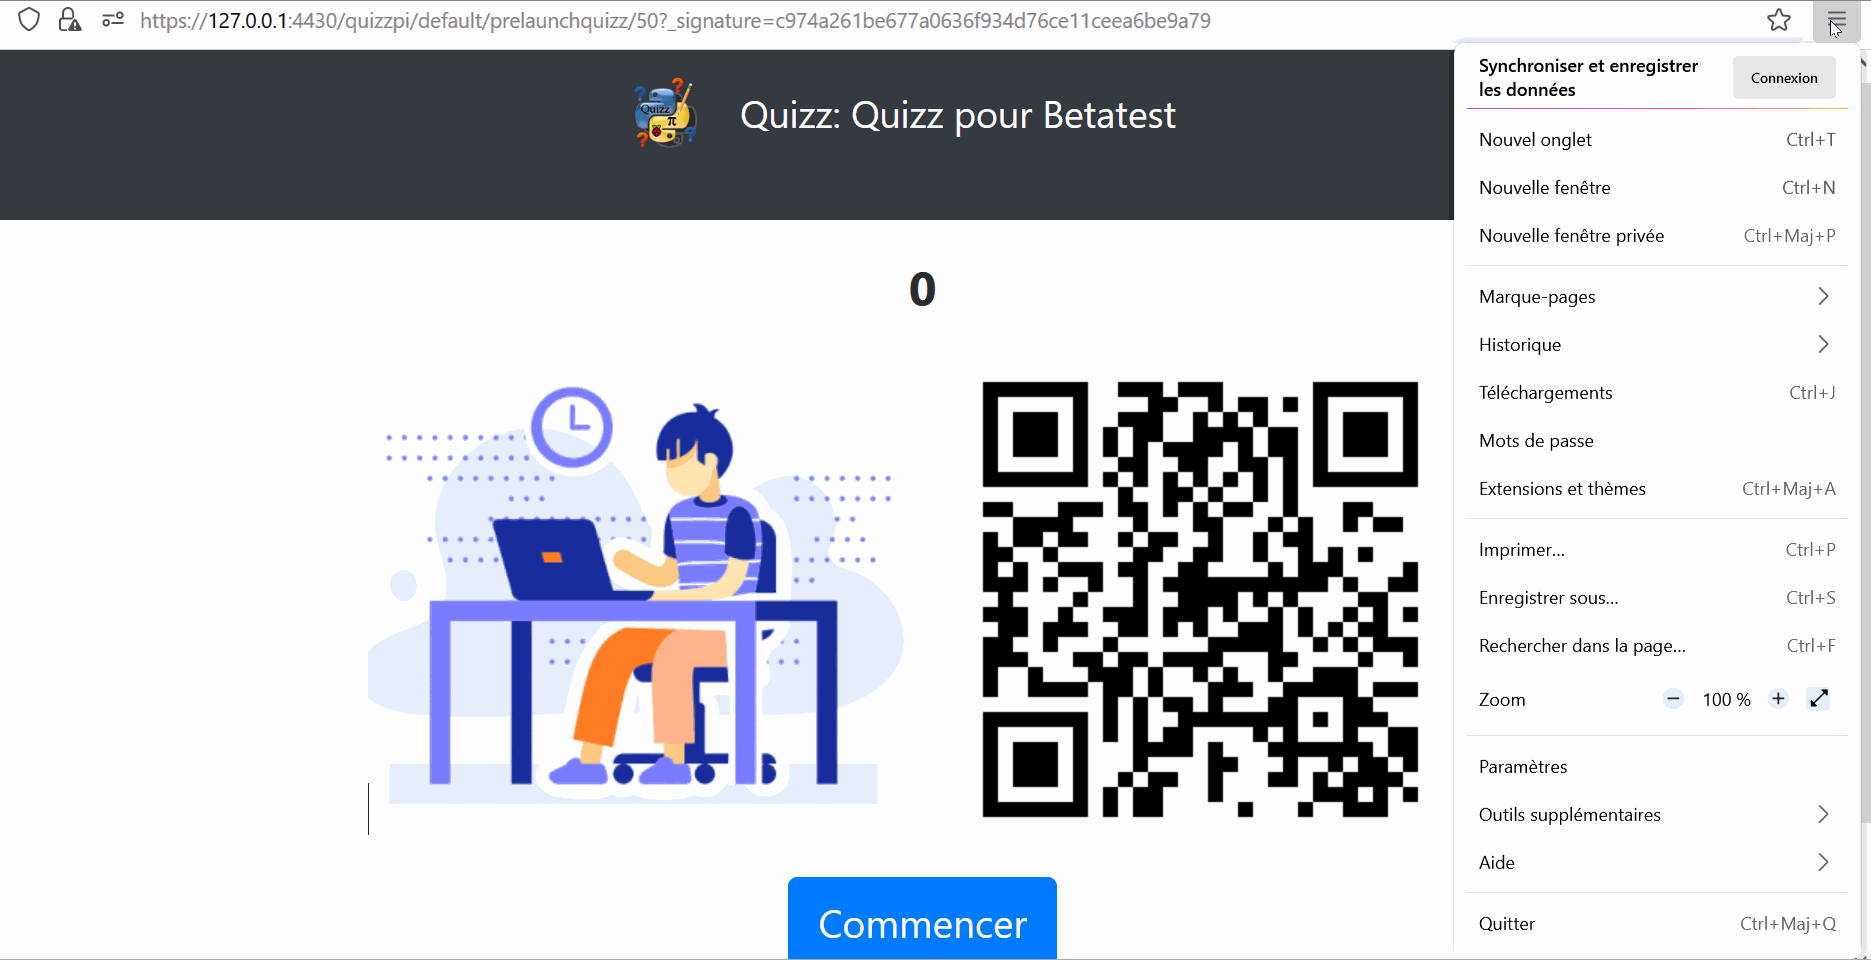 https://127.0.0.1:4430/quizzpi/default/prelaunchquizz/50?_signature=c974a261be677a0636f934d76ce11ceea6be9a79
Synchroniser et enregistrer
les données
Connexion
Quizz
π
Quizz: Quizz pour Betatest
Nouvel onglet Ctrl+T
Nouvelle fenêtre Ctrl+N
Nouvelle fenêtre privée Ctrl+Maj+P
0
Marque-pages
Historique
Téléchargements Ctrl+J
Mots de passe
Extensions et thèmes Ctrl+Maj+A
Imprimer... Ctrl+P
Enregistrer sous... Ctrl+S
Rechercher dans la page... Ctrl+F
Zoom − 100 % +
Paramètres
Outils supplémentaires
Aide
Commencer
Quitter Ctrl+Maj+Q